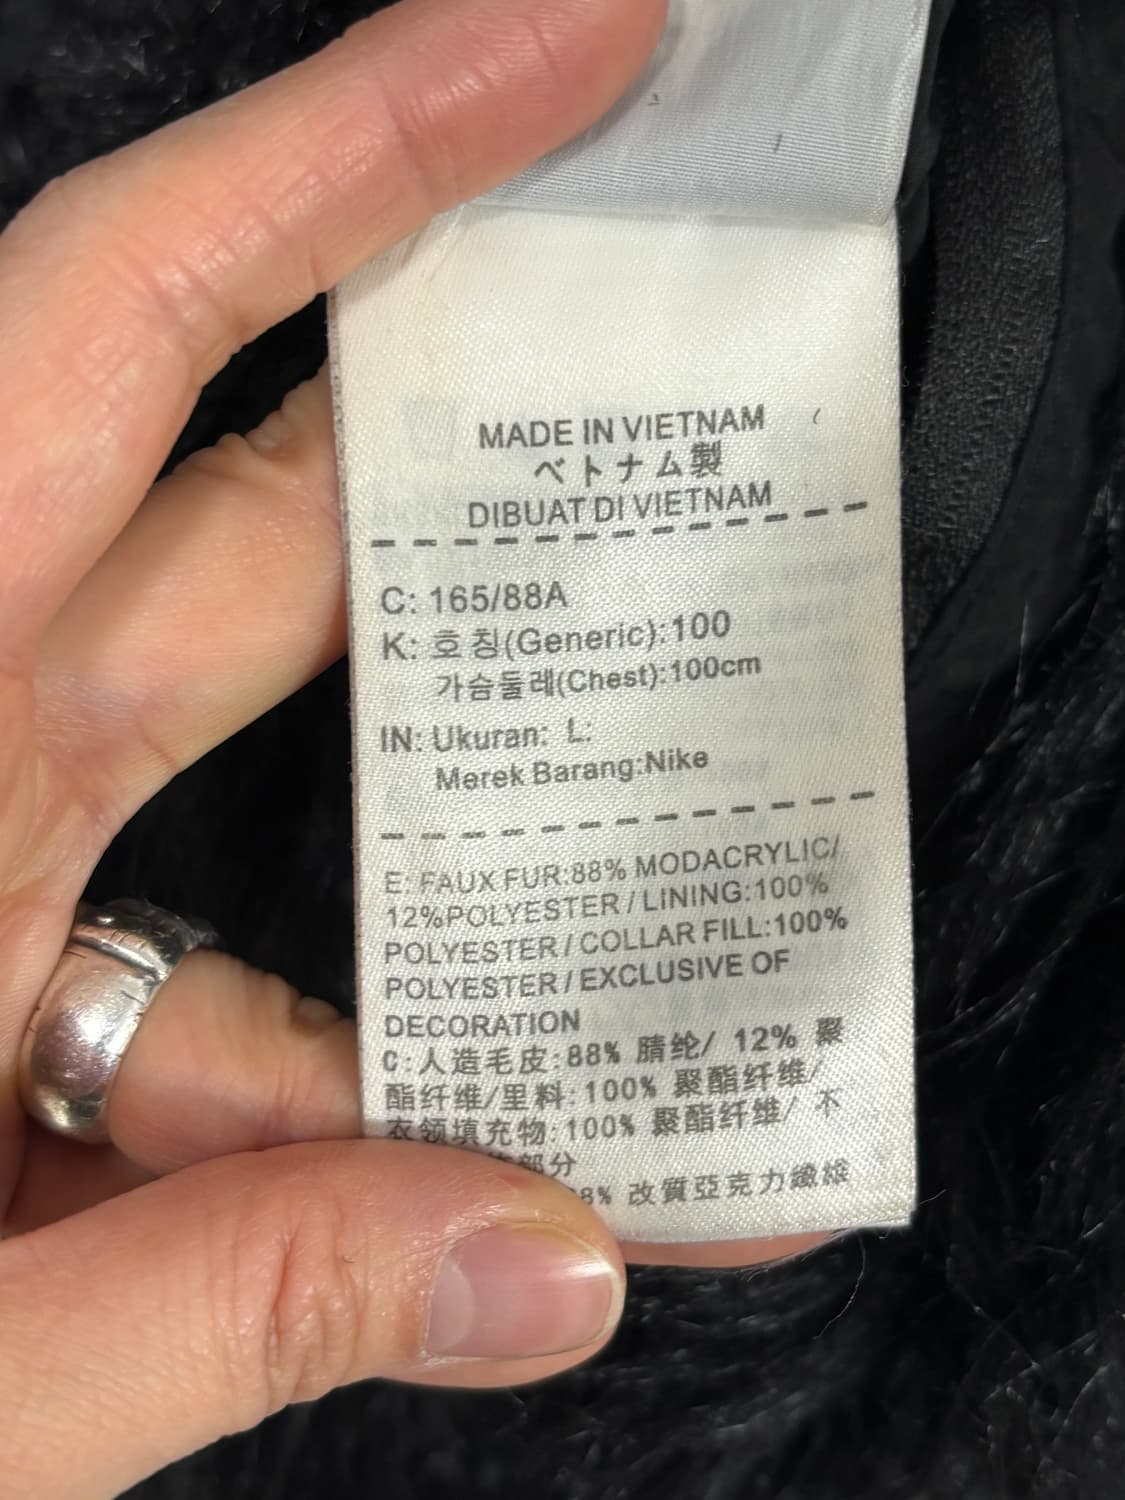 MADE IN VIETNAM
ベトナム製
DIBUAT DI VIETNAM
C: 165/88A
K: 호칭(Generic):100
가슴둘레(Chest):100cm
IN: Ukuran: L:
Merek Barang:Nike
E: FAUX FUR:88% MODACRYLIC/
12%POLYESTER/LINING:100%
POLYESTER/COLLAR FILL:100%
POLYESTER/EXCLUSIVE OF
DECORATION
C:人造毛皮:88% 腈纶/ 12% 聚
酯纤维/里料:100% 聚酯纤维/
衣领填充物:100% 聚酯纤维/ 不
部分
8% 改質亞克力纖維